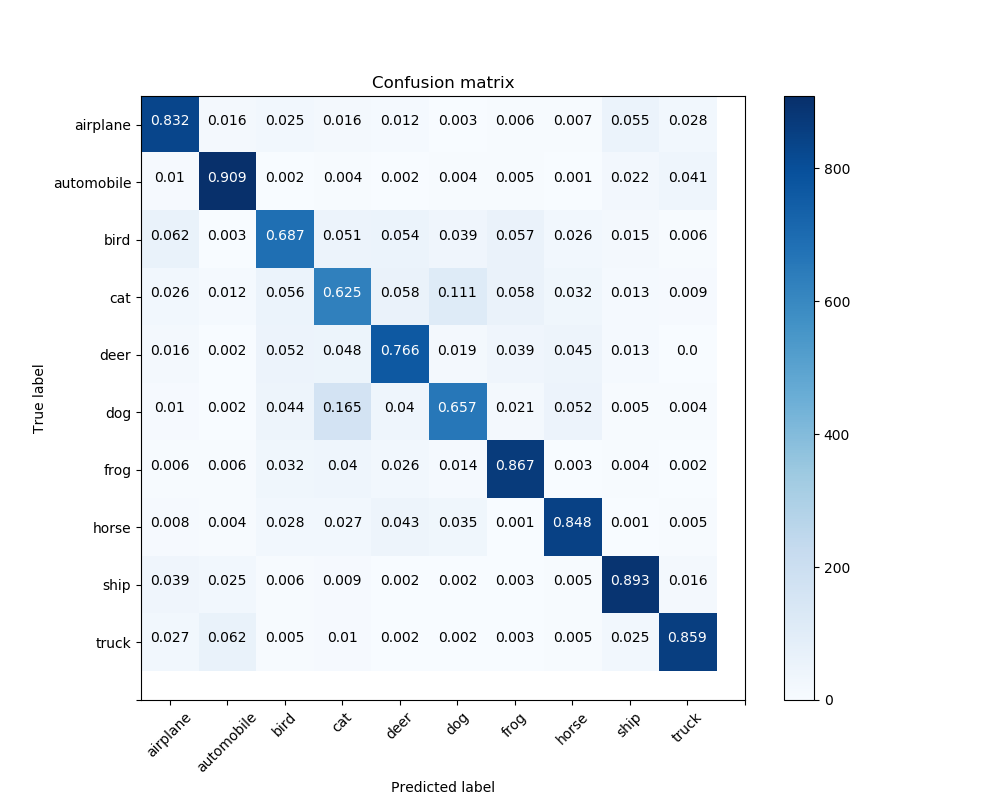 Confusion matrix
airplane 0.832 0.016 0.025 0.016 0.012 0.003 0.006 0.007 0.055 0.028
automobile 0.01 0.909 0.002 0.004 0.002 0.004 0.005 0.001 0.022 0.041
800
bird 0.062 0.003 0.687 0.051 0.054 0.039 0.057 0.026 0.015 0.006
cat 0.026 0.012 0.056 0.625 0.058 0.111 0.058 0.032 0.013 0.009
600
deer 0.016 0.002 0.052 0.048 0.766 0.019 0.039 0.045 0.013 0.0
True label
dog 0.01 0.002 0.044 0.165 0.04 0.657 0.021 0.052 0.005 0.004
400
frog 0.006 0.006 0.032 0.04 0.026 0.014 0.867 0.003 0.004 0.002
horse 0.008 0.004 0.028 0.027 0.043 0.035 0.001 0.848 0.001 0.005
200
ship 0.039 0.025 0.006 0.009 0.002 0.002 0.003 0.005 0.893 0.016
truck 0.027 0.062 0.005 0.01 0.002 0.002 0.003 0.005 0.025 0.859
0
airplane automobile bird cat deer dog frog horse ship truck
Predicted label